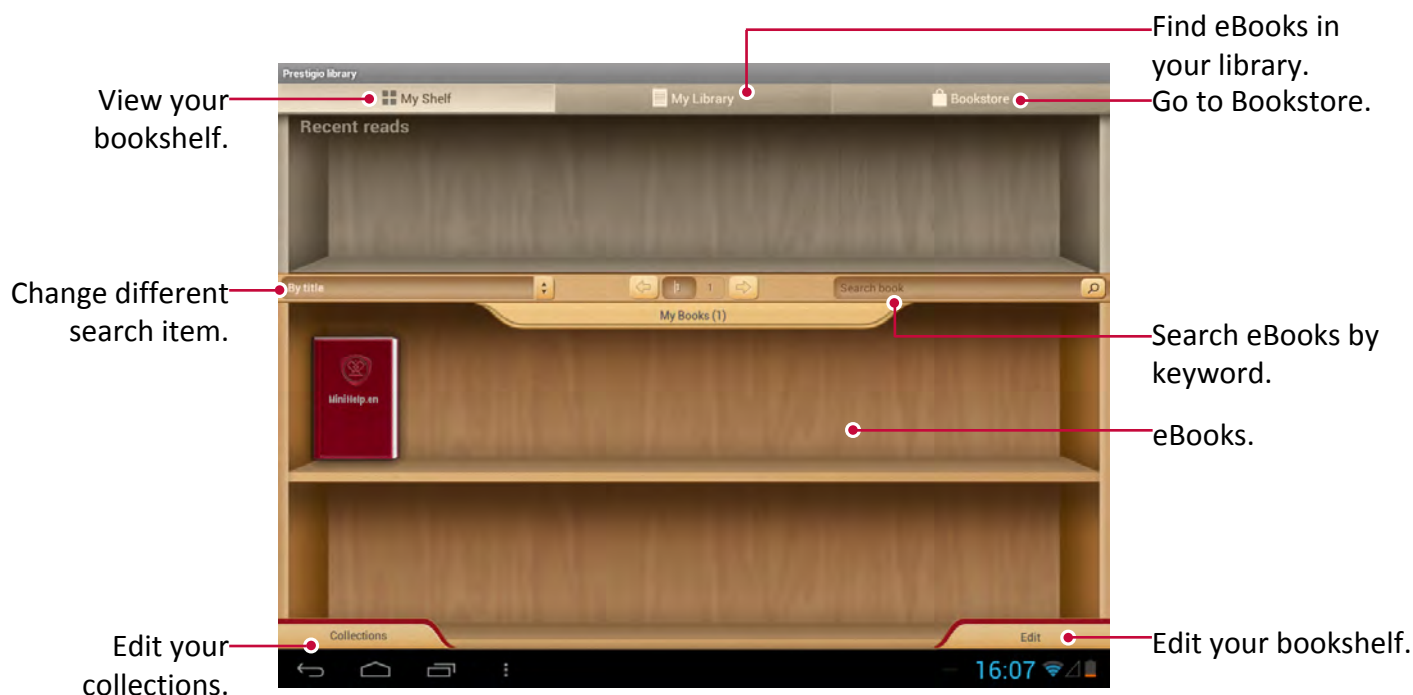 Find eBooks in
your library.
Prestigio library
View your
bookshelf.
My Shelf
My Library
Bookstore
Go to Bookstore.
Recent reads
Change different
search item.
By title
1
Search book
My Books (1)
Search eBooks by
keyword.
MiniHelp.en
eBooks.
Edit your
collections.
Collections
Edit
Edit your bookshelf.
16:07